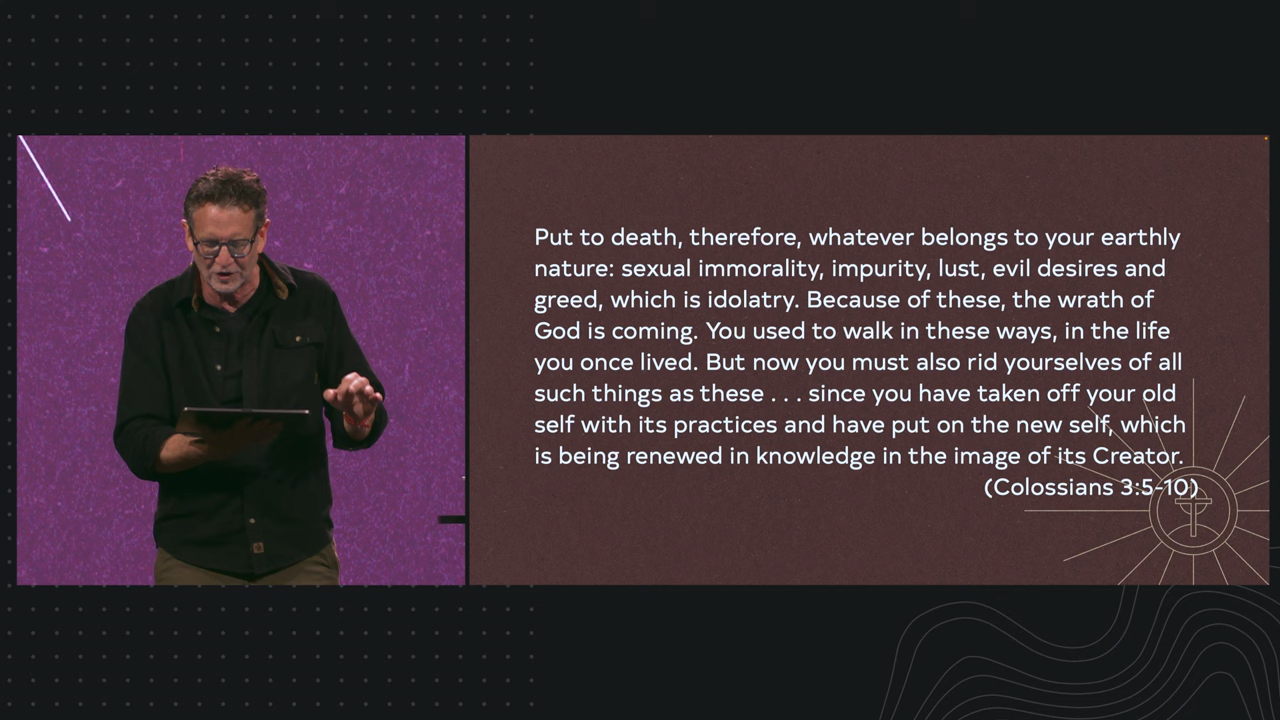 Put to death, therefore, whatever belongs to your earthly
nature: sexual immorality, impurity, lust, evil desires and
greed, which is idolatry. Because of these, the wrath of
God is coming. You used to walk in these ways, in the life
you once lived. But now you must also rid yourselves of all
such things as these . . . since you have taken off your old
self with its practices and have put on the new self, which
is being renewed in knowledge in the image of its Creator.
(Colossians 3:5-10)